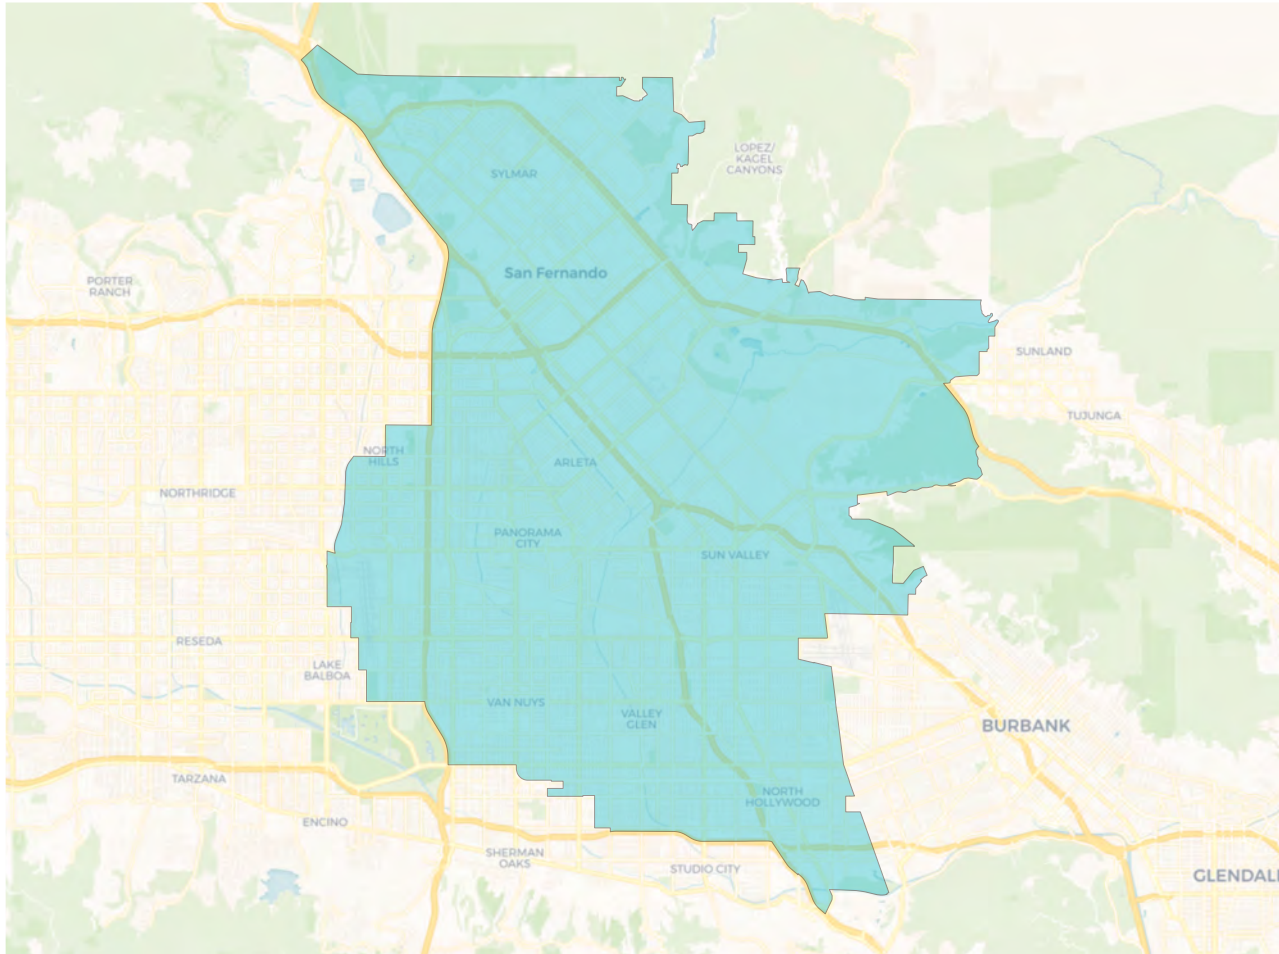 LOPEZ/
KAGEL
CANYONS
SYLMAR
San Fernando
PORTER
RANCH
SUNLAND
TUJUNGA
NORTH
HILLS
ARLETA
NORTHRIDGE
PANORAMA
CITY
SUN VALLEY
RESEDA
LAKE
BALBOA
VAN NUYS
VALLEY
GLEN
BURBANK
TARZANA
NORTH
HOLLYWOOD
ENCINO
SHERMAN
OAKS
STUDIO CITY
GLENDAL